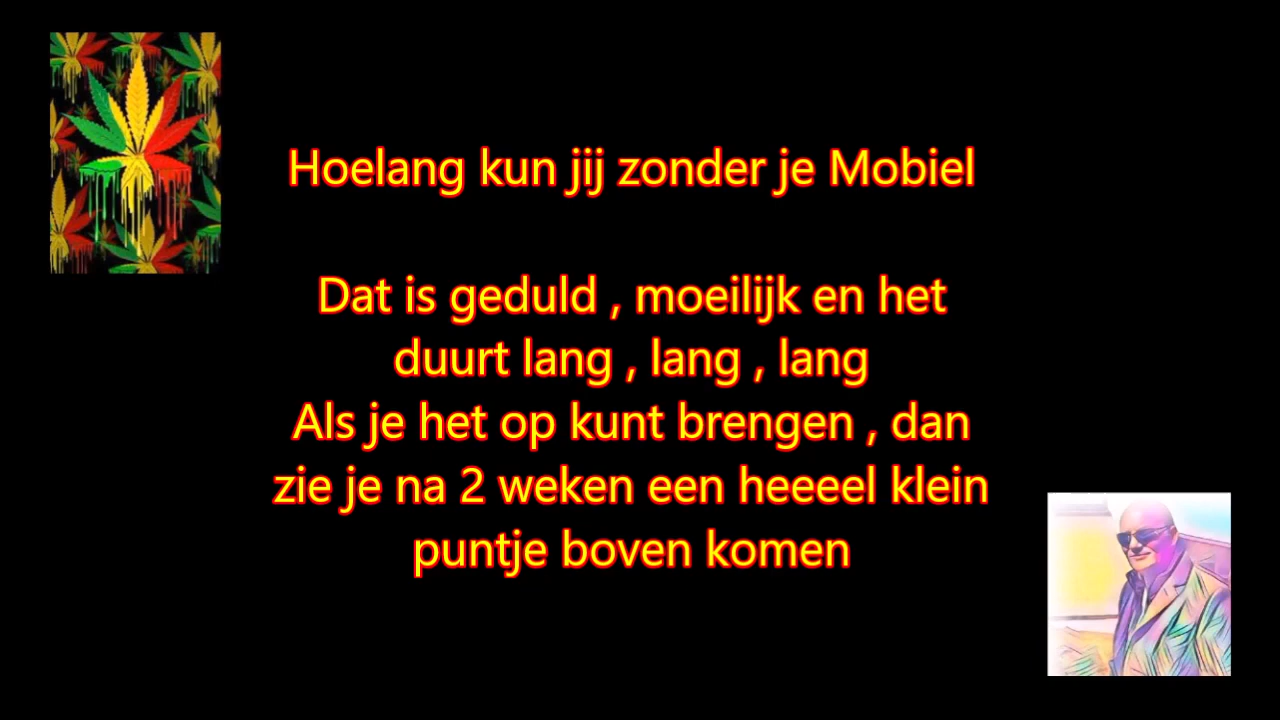 Hoelang kun jij zonder je Mobiel
Dat is geduld , moeilijk en het
duurt lang , lang , lang
Als je het op kunt brengen , dan
zie je na 2 weken een heeeel klein
puntje boven komen